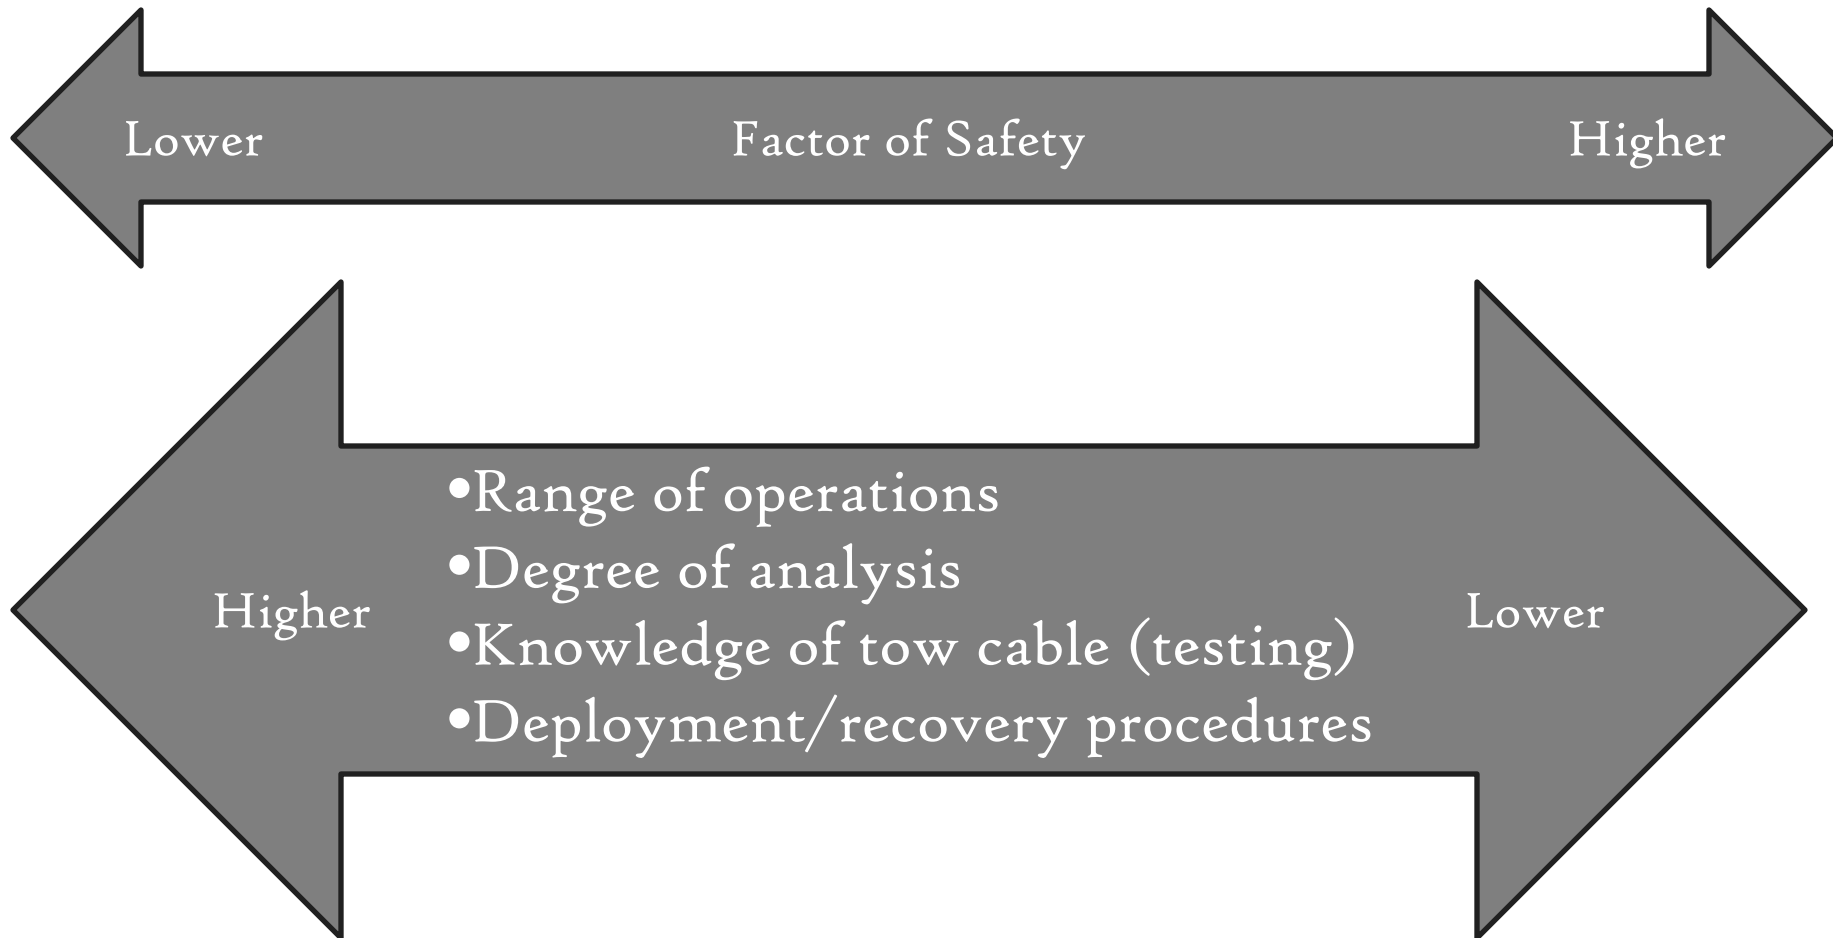 Lower Factor of Safety Higher
•Range of operations
•Degree of analysis
Higher Lower
•Knowledge of tow cable (testing)
•Deployment/recovery procedures